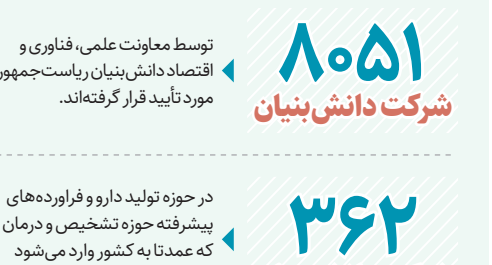 ۸۰۵۱
شرکت دانش‌بنیان
توسط معاونت علمی، فناوری و
اقتصاد دانش‌بنیان ریاست‌جمهور
مورد تأیید قرار گرفته‌اند.
۳۶۲
در حوزه تولید دارو و فراورده‌های
پیشرفته حوزه تشخیص و درمان
که عمدتا به کشور وارد می‌شود